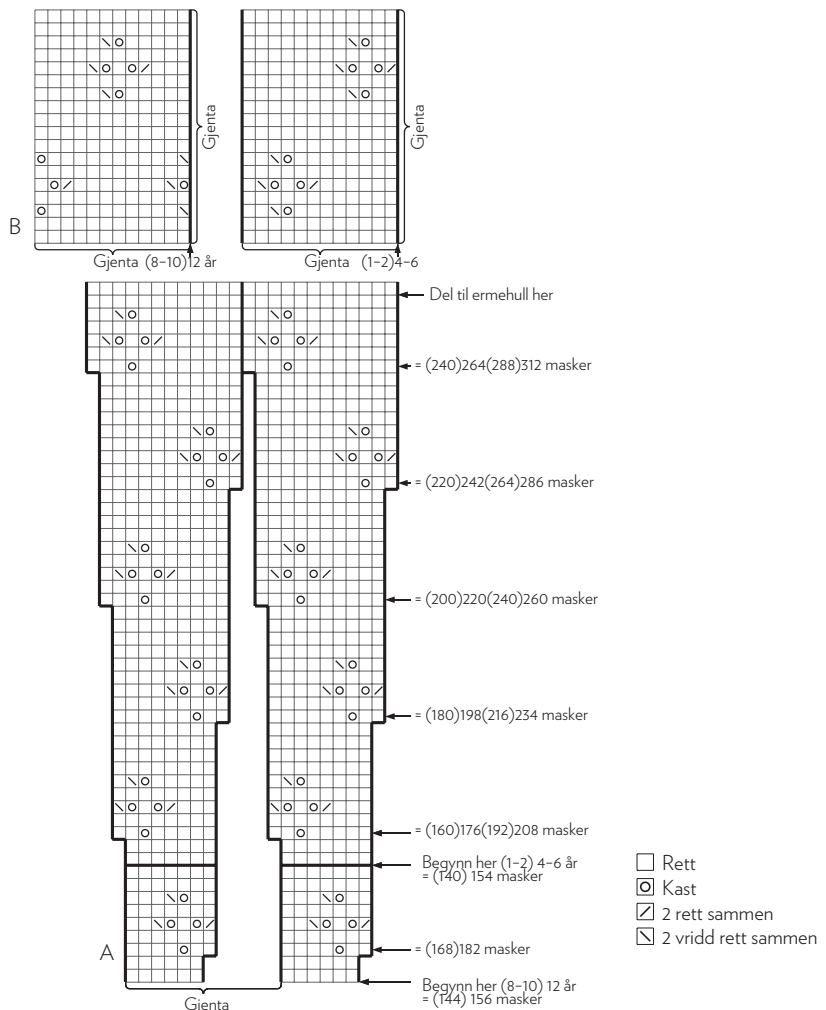 Gjenta
Gjenta
B
Gjenta (8–10)12 år
Gjenta (1–2)4–6
Del til ermehull her
= (240)264(288)312 masker
= (220)242(264)286 masker
= (200)220(240)260 masker
= (180)198(216)234 masker
= (160)176(192)208 masker
Begynn her (1–2) 4–6 år
= (140) 154 masker
A
= (168)182 masker
Begynn her (8–10) 12 år
= (144) 156 masker
Gjenta
Rett
Kast
2 rett sammen
2 vridd rett sammen